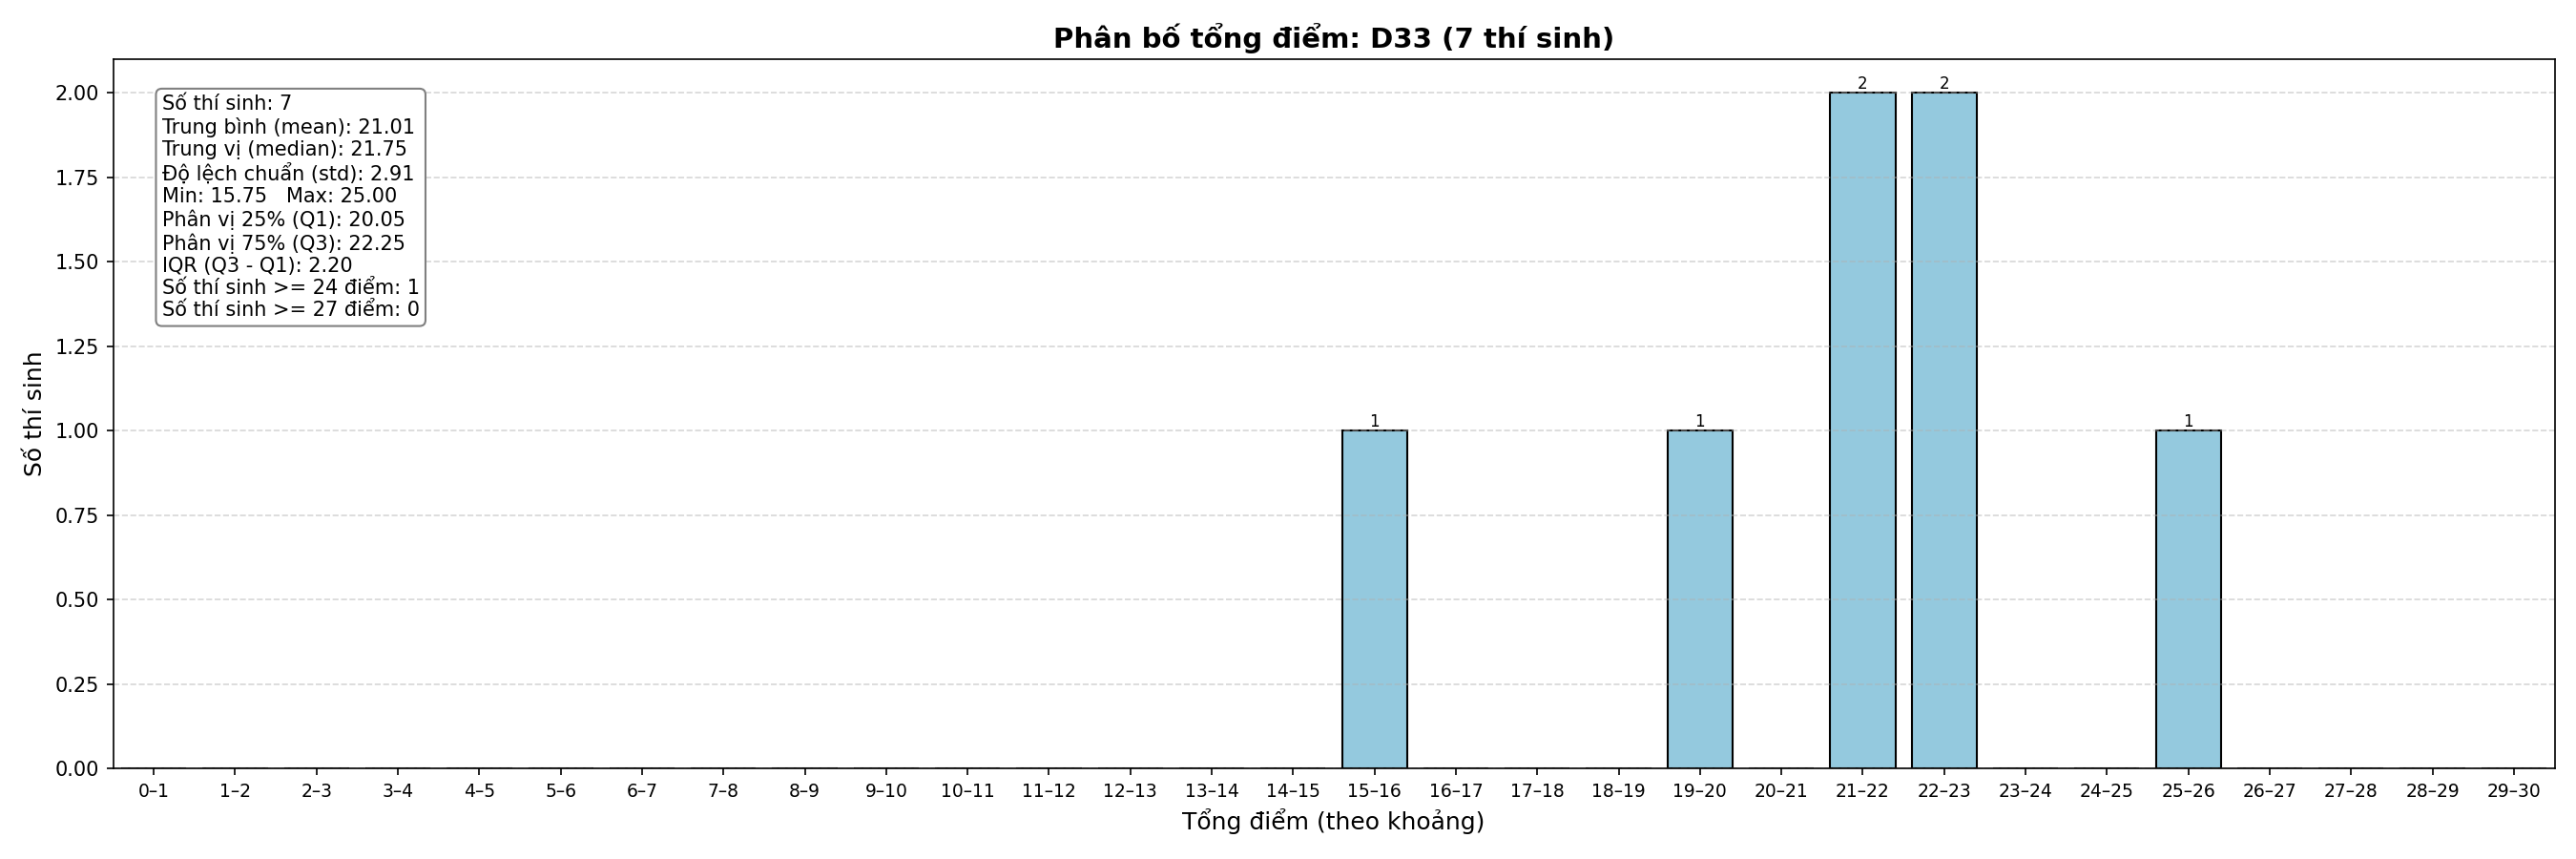 Phân bố tổng điểm: D33 (7 thí sinh)
Số thí sinh: 7
Trung bình (mean): 21.01
Trung vị (median): 21.75
Độ lệch chuẩn (std): 2.91
Min: 15.75   Max: 25.00
Phân vị 25% (Q1): 20.05
Phân vị 75% (Q3): 22.25
IQR (Q3 - Q1): 2.20
Số thí sinh >= 24 điểm: 1
Số thí sinh >= 27 điểm: 0
Số thí sinh
2.00
1.75
1.50
1.25
1.00
0.75
0.50
0.25
0.00
1 1 2 2 1
0–1 1–2 2–3 3–4 4–5 5–6 6–7 7–8 8–9 9–10 10–11 11–12 12–13 13–14 14–15 15–16 16–17 17–18 18–19 19–20 20–21 21–22 22–23 23–24 24–25 25–26 26–27 27–28 28–29 29–30
Tổng điểm (theo khoảng)